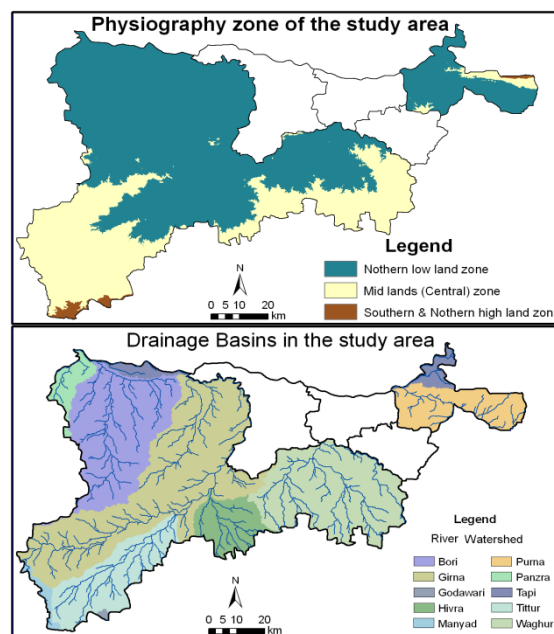 Physiography zone of the study area
Legend
Nothern low land zone
Mid lands (Central) zone
Southern & Nothern high land zon
N
0 5 10 20
km
Drainage Basins in the study area
Legend
River Watershed
Bori
Girna
Godavari
Hivra
Manyad
Purna
Panzra
Tapi
Tittur
Waghur
N
0 5 10 20
km